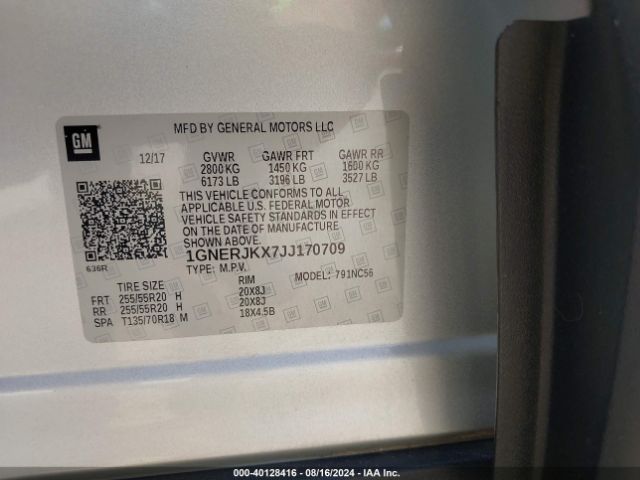 GM
MFD BY GENERAL MOTORS LLC
12/17 GVWR GAWR FRT GAWR RR
2800 KG 1450 KG 1600 KG
6173 LB 3196 LB 3527 LB
THIS VEHICLE CONFORMS TO ALL
APPLICABLE U.S. FEDERAL MOTOR
VEHICLE SAFETY STANDARDS IN EFFECT
ON THE DATE OF MANUFACTURE
SHOWN ABOVE.
636R
1GNERJKX7JJ170709
TYPE: M.P.V. MODEL: 791NC56
TIRE SIZE RIM
FRT 255/55R20 H 20X8J
RR 255/55R20 H 20X8J
SPA T135/70R18 M 18X4.5B
000-40128416 - 08/16/2024 - IAA Inc.